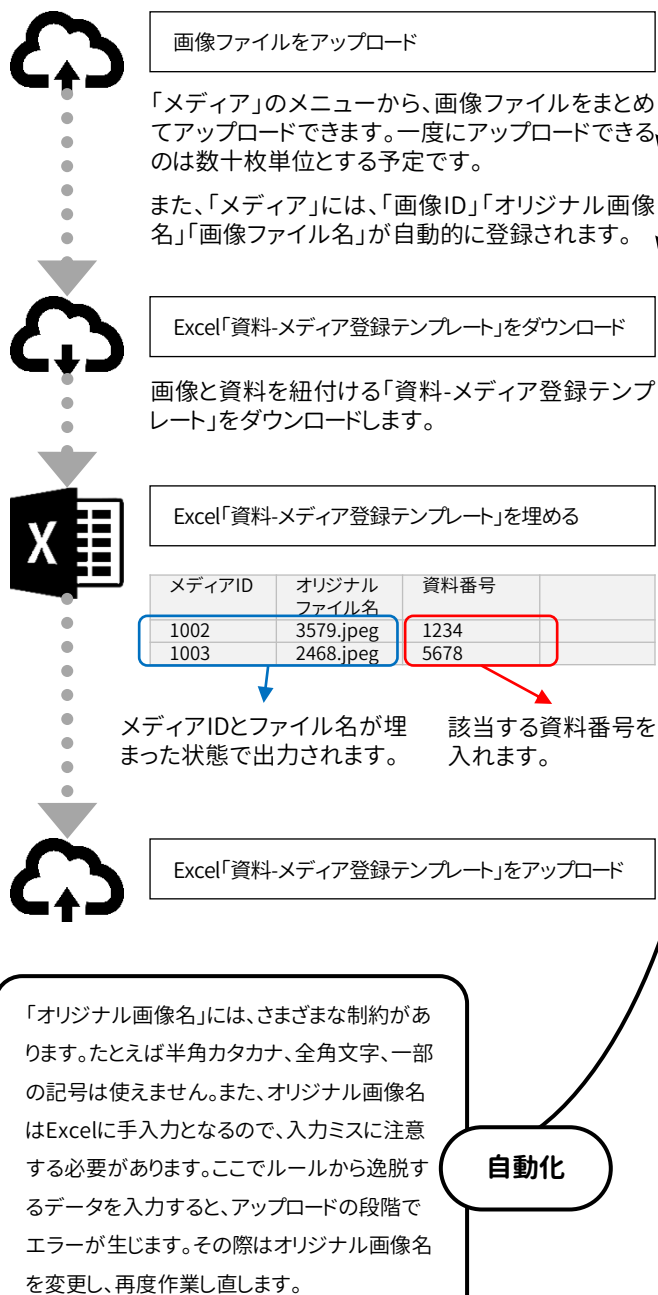 画像ファイルをアップロード
「メディア」のメニューから、画像ファイルをまとめ
てアップロードできます。一度にアップロードできる
のは数十枚単位とする予定です。
また、「メディア」には、「画像ID」「オリジナル画像
名」「画像ファイル名」が自動的に登録されます。
Excel「資料-メディア登録テンプレート」をダウンロード
画像と資料を紐付ける「資料-メディア登録テンプ
レート」をダウンロードします。
X
Excel「資料-メディア登録テンプレート」を埋める
メディアID オリジナル 資料番号
ファイル名
1002 3579.jpeg 1234
1003 2468.jpeg 5678
メディアIDとファイル名が埋
まった状態で出力されます。
該当する資料番号を
入れます。
Excel「資料-メディア登録テンプレート」をアップロード
「オリジナル画像名」には、さまざまな制約があ
ります。たとえば半角カタカナ、全角文字、一部
の記号は使えません。また、オリジナル画像名
はExcelに手入力となるので、入力ミスに注意
する必要があります。ここでルールから逸脱す
るデータを入力すると、アップロードの段階で
エラーが生じます。その際はオリジナル画像名
を変更し、再度作業し直します。
自動化